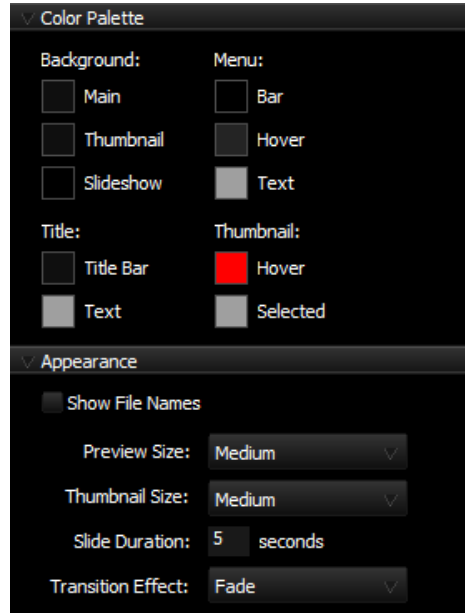 Color Palette
Background: Menu:
Main Bar
Thumbnail Hover
Slideshow Text
Title: Thumbnail:
Title Bar Hover
Text Selected
Appearance
Show File Names
Preview Size: Medium
Thumbnail Size: Medium
Slide Duration: 5 seconds
Transition Effect: Fade